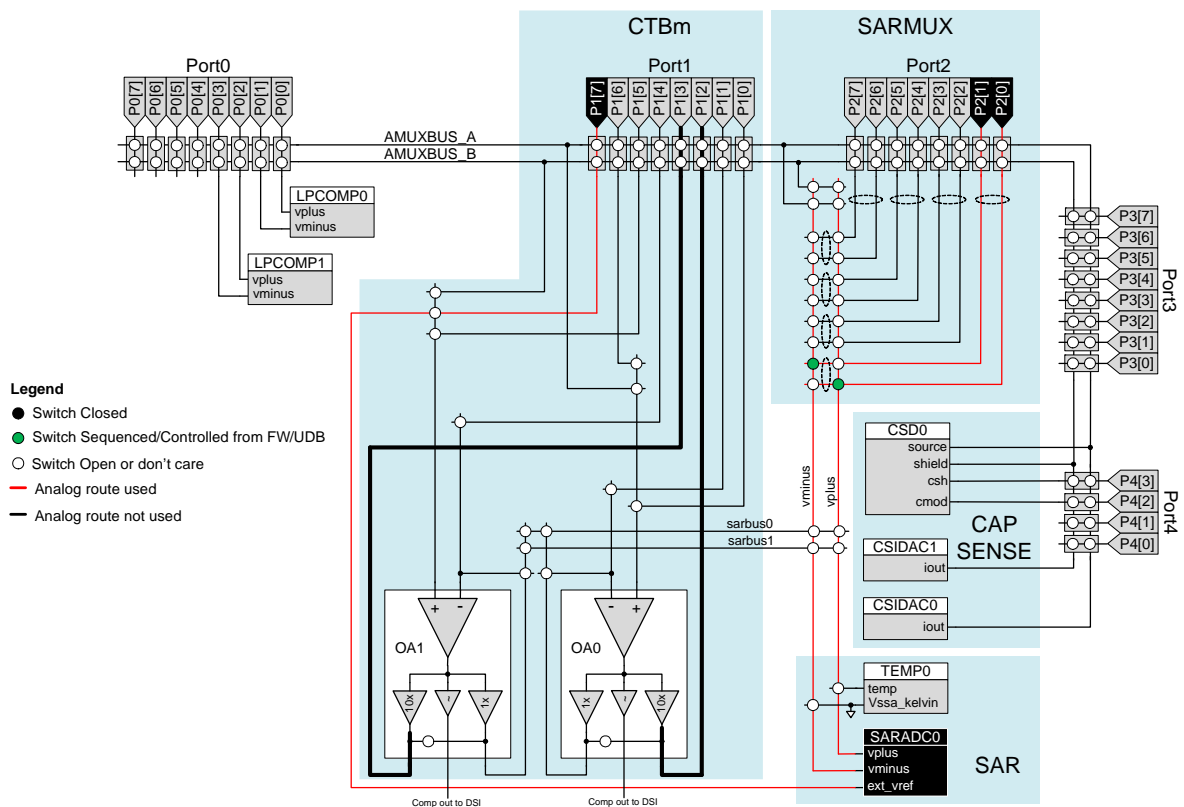 CTBm
SARMUX
Port0
Port1
Port2
P0[7]
P0[6]
P0[5]
P0[4]
P0[3]
P0[2]
P0[1]
P0[0]
P1[7]
P1[6]
P1[5]
P1[4]
P1[3]
P1[2]
P1[1]
P1[0]
P2[7]
P2[6]
P2[5]
P2[4]
P2[3]
P2[2]
P2[1]
P2[0]
AMUXBUS_A
AMUXBUS_B
LPCOMP0
vplus
vminus
LPCOMP1
vplus
vminus
P3[7]
P3[6]
P3[5]
P3[4]
P3[3]
P3[2]
P3[1]
P3[0]
Port3
Legend
Switch Closed
Switch Sequenced/Controlled from FW/UDB
Switch Open or don't care
Analog route used
Analog route not used
vminus
vplus
sarbus0
sarbus1
CSD0
source
shield
csh
cmod
CAP
SENSE
CSIDAC1
iout
CSIDAC0
iout
P4[3]
P4[2]
P4[1]
P4[0]
Port4
+ -
OA1
10x
~
1x
- +
OA0
1x
~
10x
TEMP0
temp
Vssa_kelvin
SARADC0
vplus
vminus
ext_vref
SAR
Comp out to DSI
Comp out to DSI